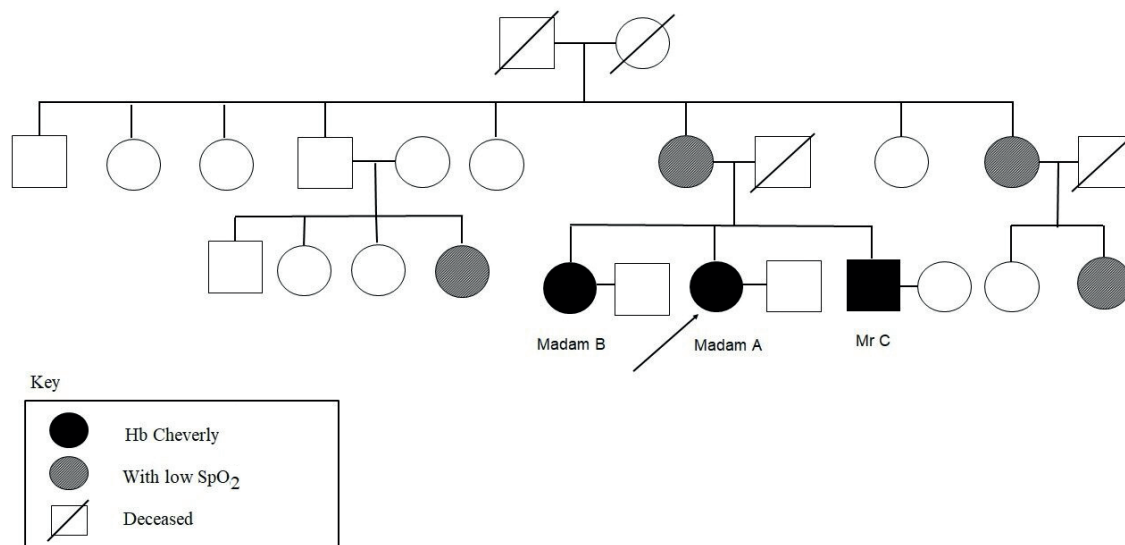 Madam B
Madam A
Mr C
Key
Hb Cheverly
With low SpO2
Deceased